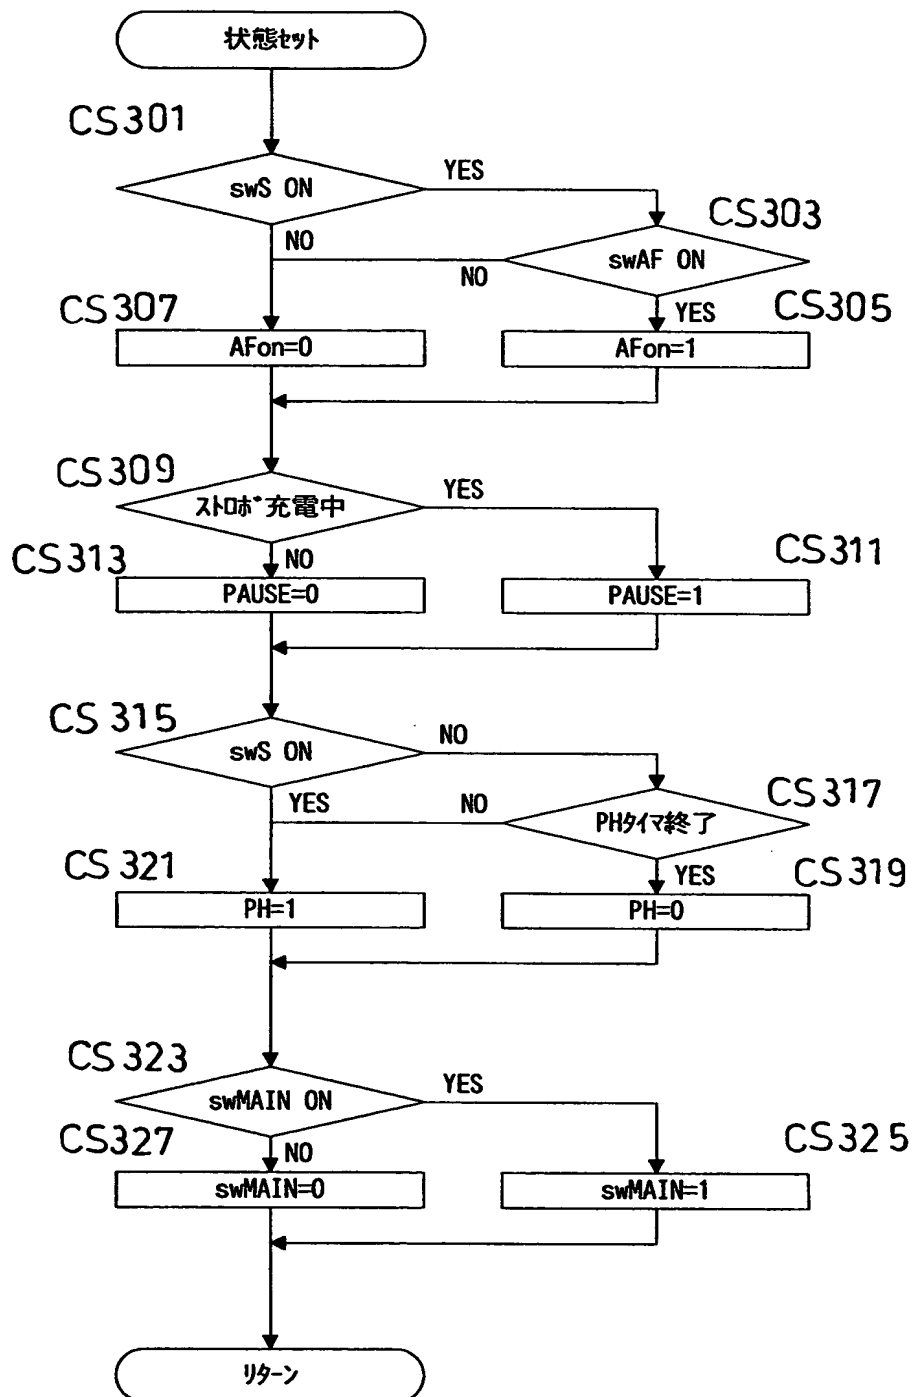 状態ｾｯﾄ
CS301
swS ON
YES
NO
CS303
swAF ON
NO
YES
CS307
AFon=0
CS305
AFon=1
CS309
ｽﾄﾛﾎﾞ充電中
YES
NO
CS313
PAUSE=0
CS311
PAUSE=1
CS315
swS ON
NO
YES
CS317
PHﾀｲﾏ終了
NO
YES
CS321
PH=1
CS319
PH=0
CS323
swMAIN ON
YES
NO
CS327
swMAIN=0
CS325
swMAIN=1
ﾘﾀｰﾝ